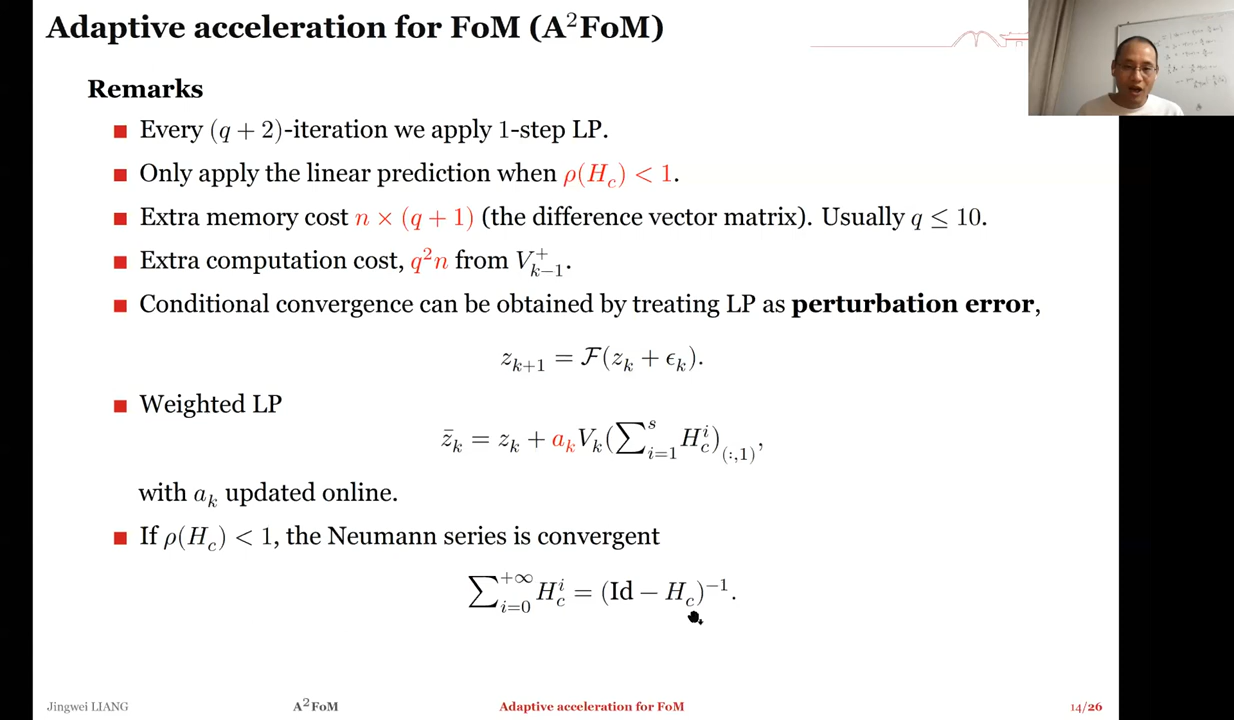 Adaptive acceleration for FoM (A²FoM)
Remarks
Every (q + 2)-iteration we apply 1-step LP.
Only apply the linear prediction when ρ(H_c) < 1.
Extra memory cost n × (q + 1) (the difference vector matrix). Usually q ≤ 10.
Extra computation cost, q²n from V_{k−1}^+.
Conditional convergence can be obtained by treating LP as perturbation error,
z_{k+1} = ℱ(z_k + ϵ_k).
Weighted LP
z̄_k = z_k + a_k V_k(∑_{i=1}^s H_c^i)_{(:,1)},
with a_k updated online.
If ρ(H_c) < 1, the Neumann series is convergent
∑_{i=0}^{+∞} H_c^i = (Id − H_c)^{−1}.
Jingwei LIANG A²FoM Adaptive acceleration for FoM 14/26